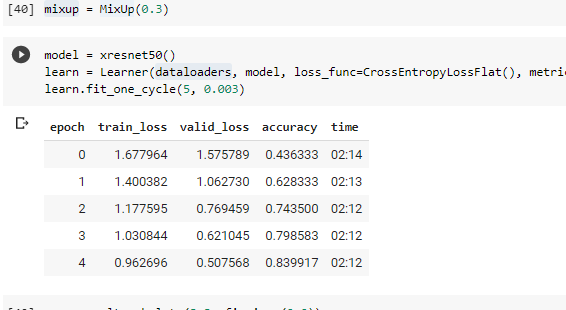 [40] mixup = MixUp(0.3)
model = xresnet50()
learn = Learner(dataloaders, model, loss_func=CrossEntropyLossFlat(),
learn.fit_one_cycle(5, 0.003)
epoch train_loss valid_loss accuracy time
0 1.677964 1.575789 0.436333 02:14
1 1.400382 1.062730 0.628333 02:13
2 1.177595 0.769459 0.743500 02:12
3 1.030844 0.621045 0.798583 02:12
4 0.962696 0.507568 0.839917 02:12